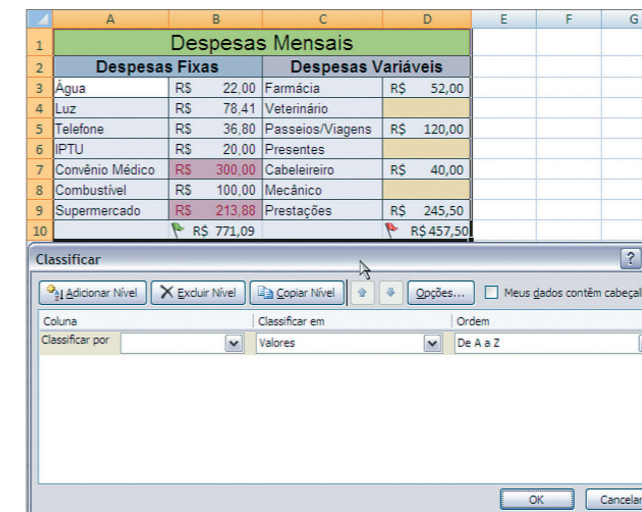 A B C D E F G
1 Despesas Mensais
2 Despesas Fixas Despesas Variáveis
3 Água R$ 22,00 Farmácia R$ 52,00
4 Luz R$ 78,41 Veterinário
5 Telefone R$ 36,80 Passeios/Viagens R$ 120,00
6 IPTU R$ 20,00 Presentes
7 Convênio Médico R$ 300,00 Cabeleireiro R$ 40,00
8 Combustível R$ 100,00 Mecânico
9 Supermercado R$ 213,88 Prestações R$ 245,50
10 R$ 771,09 R$ 457,50
Classificar ?
Adicionar Nível Excluir Nível Copiar Nível Opções... Meus dados contêm cabeçal
Coluna Classificar em Ordem
Classificar por Valores De A a Z
OK Cancelar